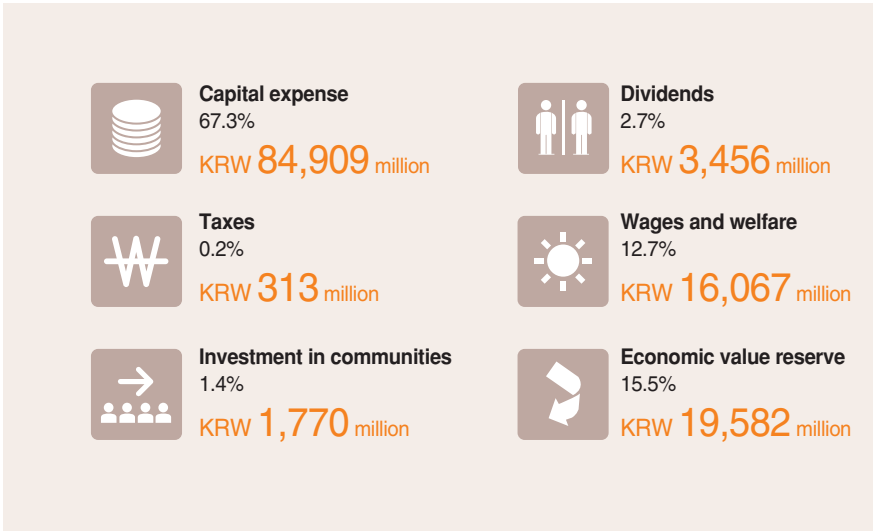 Capital expense
67.3%
KRW 84,909 million
Dividends
2.7%
KRW 3,456 million
Taxes
0.2%
KRW 313 million
Wages and welfare
12.7%
KRW 16,067 million
Investment in communities
1.4%
KRW 1,770 million
Economic value reserve
15.5%
KRW 19,582 million